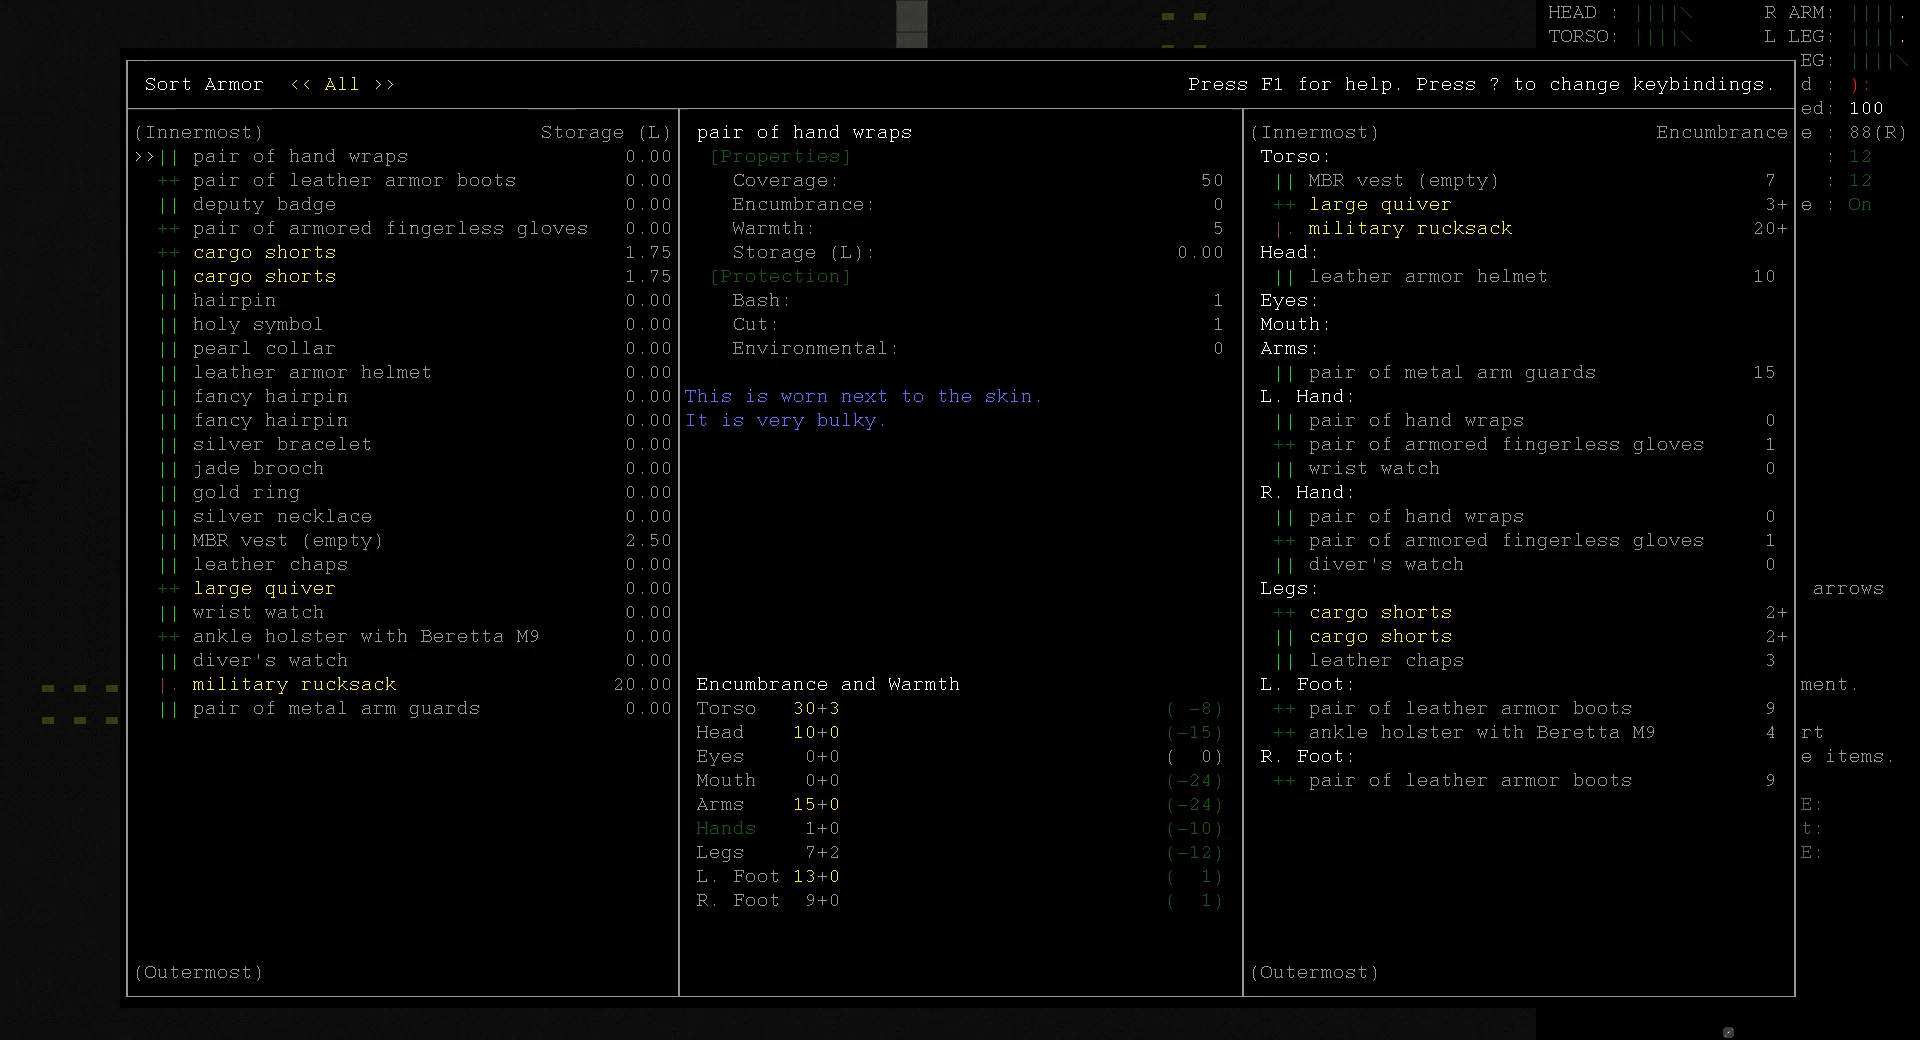 HEAD : ||||\ R ARM: ||||.
TORSO: ||||\ L LEG: ||||.
EG: ||||\
Sort Armor << All >> Press F1 for help. Press ? to change keybindings. d : ):
ed: 100
(Innermost) Storage (L) pair of hand wraps (Innermost) Encumbrance e : 88(R)
>>|| pair of hand wraps 0.00 [Properties] Torso: : 12
++ pair of leather armor boots 0.00 Coverage: 50 || MBR vest (empty) 7 : 12
|| deputy badge 0.00 Encumbrance: 0 ++ large quiver 3+ e : On
++ pair of armored fingerless gloves 0.00 Warmth: 5 |. military rucksack 20+
++ cargo shorts 1.75 Storage (L): 0.00 Head:
|| cargo shorts 1.75 [Protection] || leather armor helmet 10
|| hairpin 0.00 Bash: 1 Eyes:
|| holy symbol 0.00 Cut: 1 Mouth:
|| pearl collar 0.00 Environmental: 0 Arms:
|| leather armor helmet 0.00 || pair of metal arm guards 15
|| fancy hairpin 0.00 This is worn next to the skin. L. Hand:
|| fancy hairpin 0.00 It is very bulky. || pair of hand wraps 0
|| silver bracelet 0.00 ++ pair of armored fingerless gloves 1
|| jade brooch 0.00 || wrist watch 0
|| gold ring 0.00 R. Hand:
|| silver necklace 0.00 || pair of hand wraps 0
|| MBR vest (empty) 2.50 ++ pair of armored fingerless gloves 1
|| leather chaps 0.00 || diver's watch 0
++ large quiver 0.00 Legs: arrows
|| wrist watch 0.00 ++ cargo shorts 2+
++ ankle holster with Beretta M9 0.00 || cargo shorts 2+
|| diver's watch 0.00 || leather chaps 3
|. military rucksack 20.00 Encumbrance and Warmth L. Foot: ment.
|| pair of metal arm guards 0.00 Torso 30+3 ( -8) ++ pair of leather armor boots 9
Head 10+0 (-15) ++ ankle holster with Beretta M9 4 rt
Eyes 0+0 ( 0) R. Foot: e items.
Mouth 0+0 (-24) ++ pair of leather armor boots 9
Arms 15+0 (-24) E:
Hands 1+0 (-10) t:
Legs 7+2 (-12) E:
L. Foot 13+0 ( 1)
R. Foot 9+0 ( 1)
(Outermost) (Outermost)